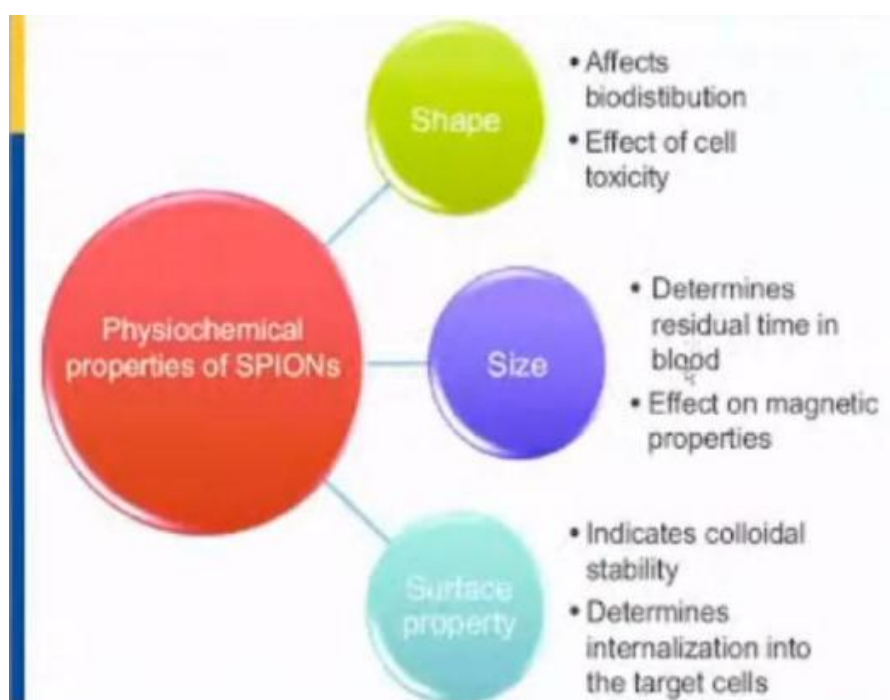 Shape
• Affects
biodistibution
• Effect of cell
toxicity
Physiochemical
properties of SPIONs
Size
• Determines
residual time in
blood
• Effect on magnetic
properties
Surface
property
• Indicates colloidal
stability
• Determines
internalization into
the target cells